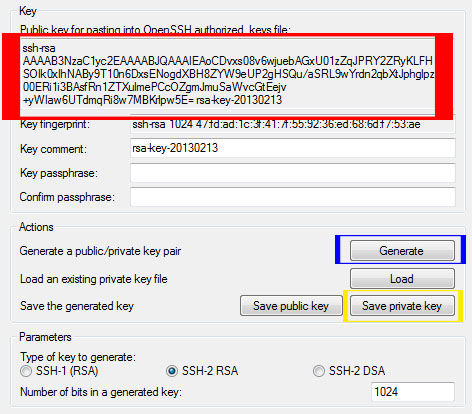 Key
Public key for pasting into OpenSSH authorized_keys file:
ssh-rsa
AAAAB3NzaC1yc2EAAAABJQAAAIEAoCDvxs08v6wjuebAGxU01zZqJPRY2ZRyKLFH
SOIk0xIhNABy9T10n6DxsENogdXBH8ZYW9eUP2gHSQu/aSRL9wYrdn2qbXtJphglpz
00ERi1i3BAsfRn1ZTXulmePCcOZgmJmuSaWvcGtEejv
+yWIaw6UTdmqRi8w7MBKrlpw5E= rsa-key-20130213
Key fingerprint: ssh-rsa 1024 47:fd:ad:1c:3f:41:7f:55:92:36:ed:68:6d:f7:53:ae
Key comment: rsa-key-20130213
Key passphrase:
Confirm passphrase:
Actions
Generate a public/private key pair Generate
Load an existing private key file Load
Save the generated key Save public key Save private key
Parameters
Type of key to generate:
SSH-1 (RSA) SSH-2 RSA SSH-2 DSA
Number of bits in a generated key: 1024